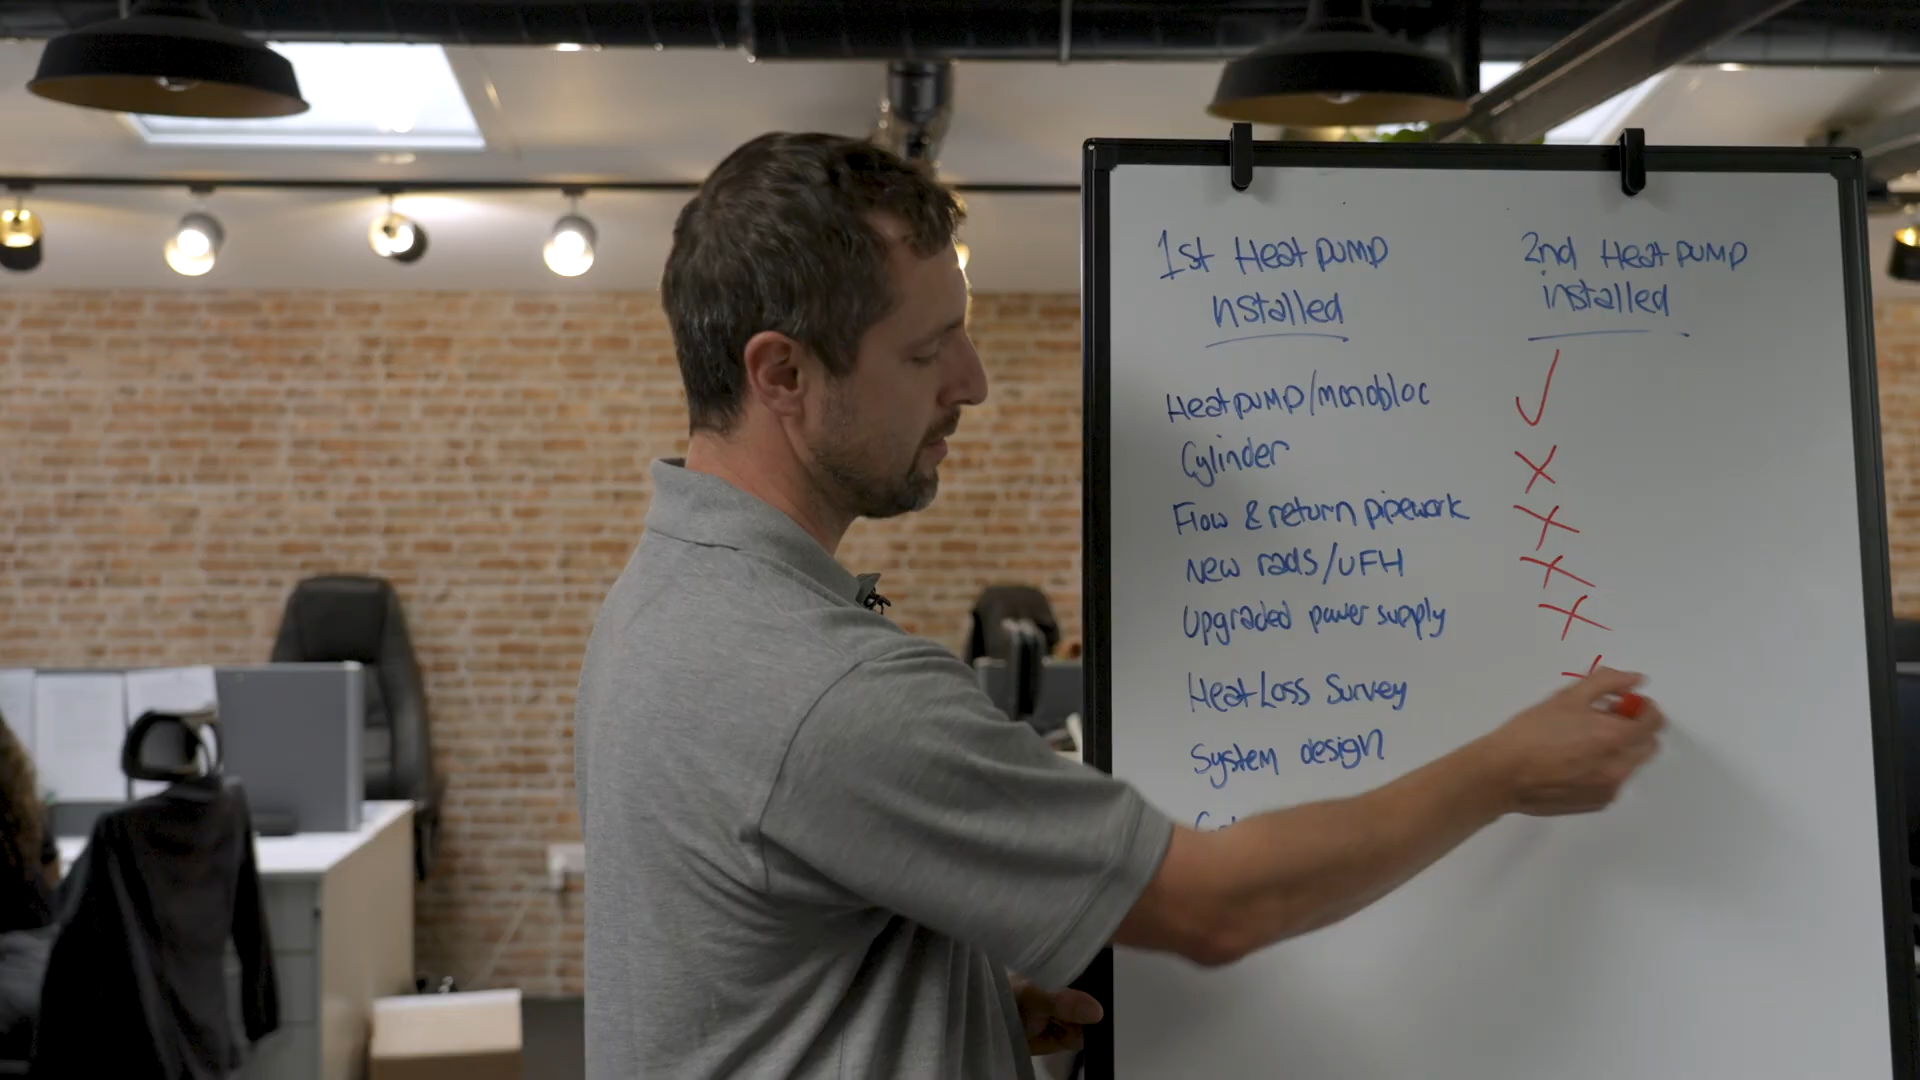 1st Heat pump
installed
2nd Heat pump
installed
Heatpump/monobloc ✓
Cylinder X
Flow & return pipework X
New rads/UFH X
Upgraded power supply X
Heat Loss Survey
System design